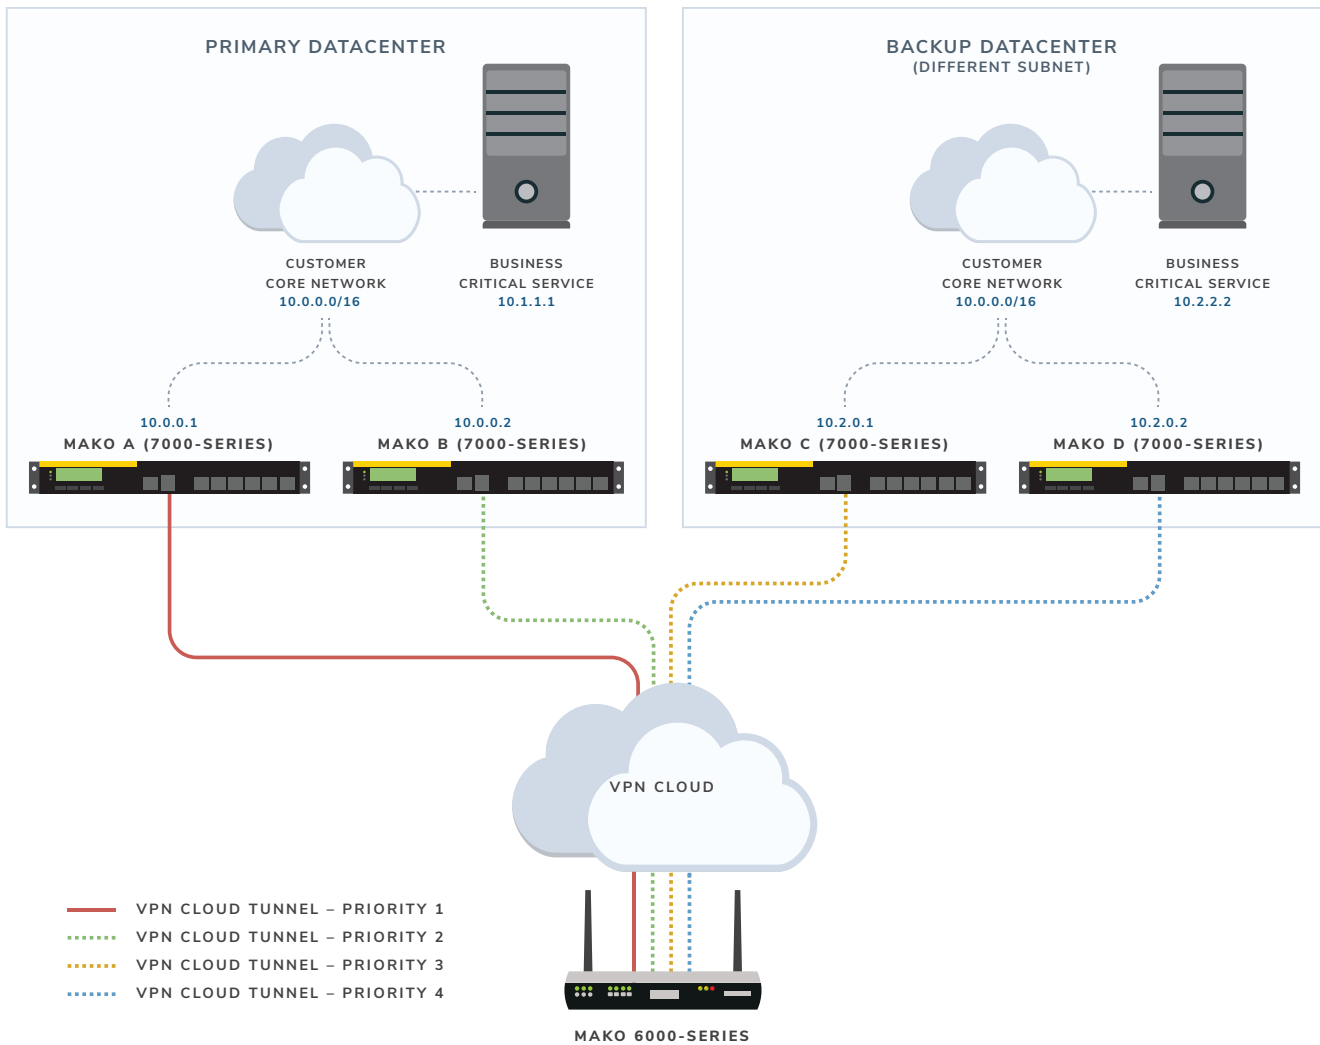 PRIMARY DATACENTER
CUSTOMER
CORE NETWORK
10.0.0.0/16
BUSINESS
CRITICAL SERVICE
10.1.1.1
10.0.0.1
MAKO A (7000-SERIES)
10.0.0.2
MAKO B (7000-SERIES)
BACKUP DATACENTER
(DIFFERENT SUBNET)
CUSTOMER
CORE NETWORK
10.0.0.0/16
BUSINESS
CRITICAL SERVICE
10.2.2.2
10.2.0.1
MAKO C (7000-SERIES)
10.2.0.2
MAKO D (7000-SERIES)
VPN CLOUD
VPN CLOUD TUNNEL – PRIORITY 1
VPN CLOUD TUNNEL – PRIORITY 2
VPN CLOUD TUNNEL – PRIORITY 3
VPN CLOUD TUNNEL – PRIORITY 4
MAKO 6000-SERIES